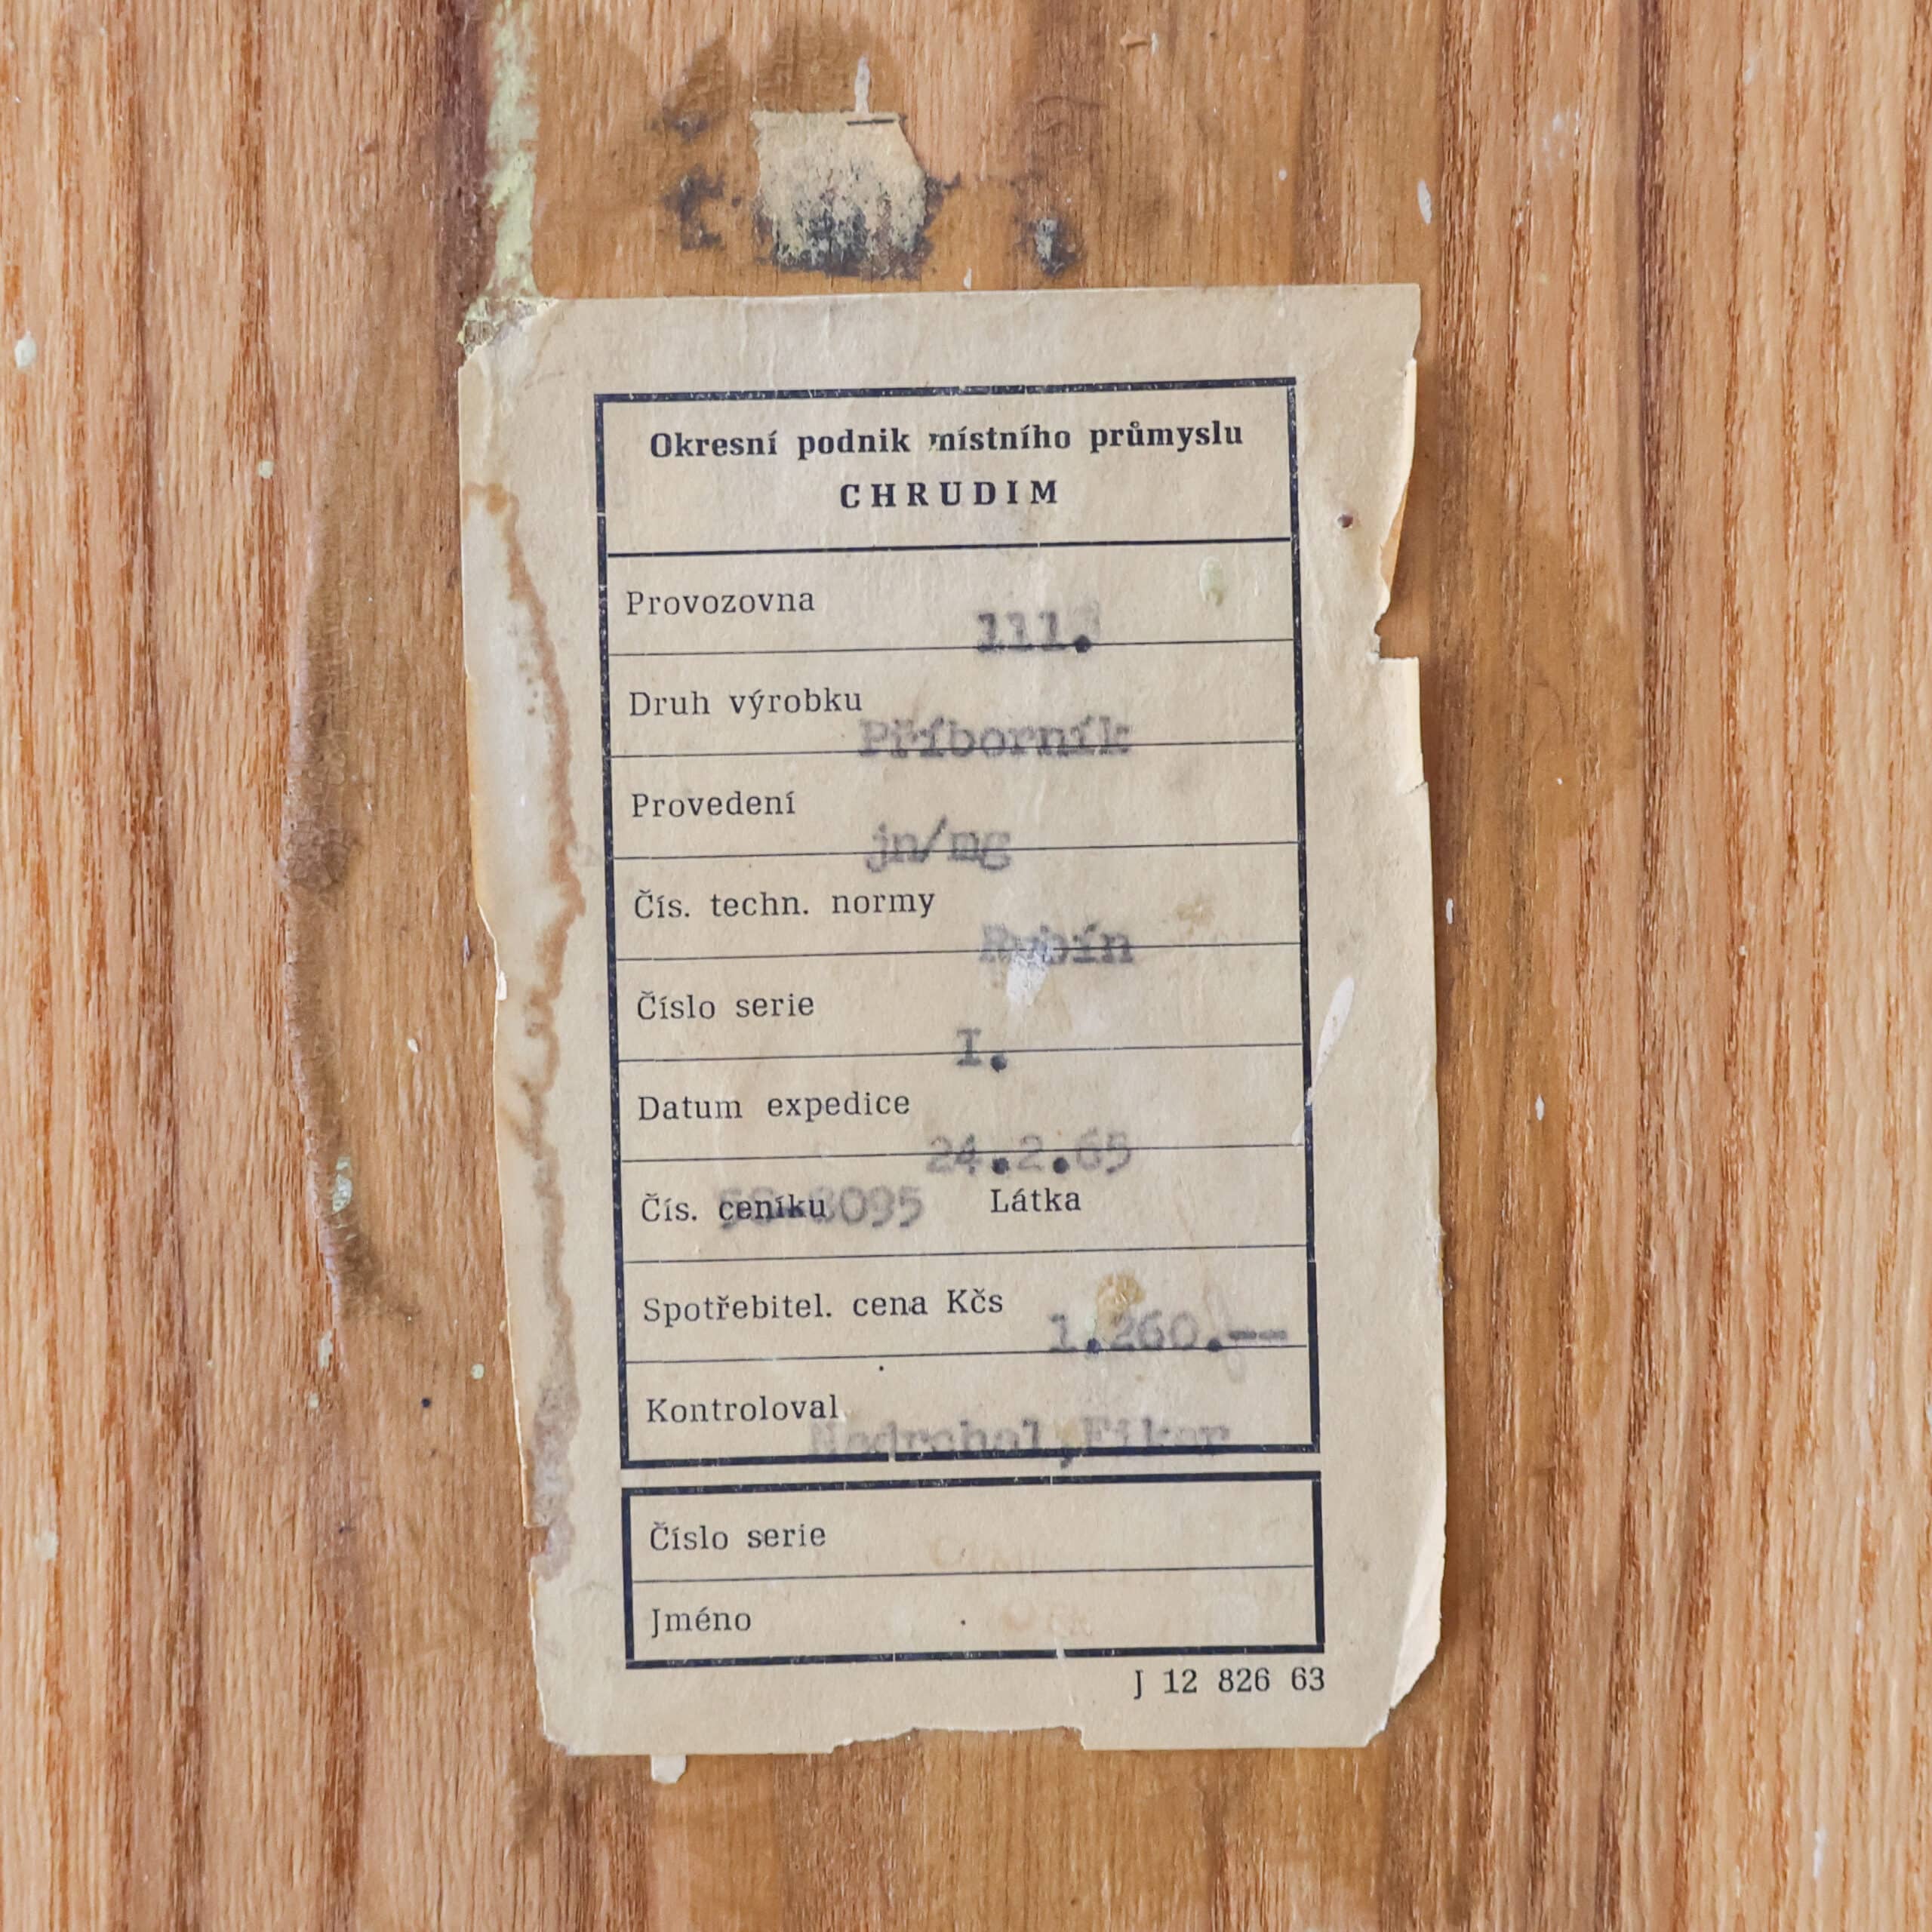 Okresní podnik místního průmyslu
CHRUDIM
Provozovna
111.
Druh výrobku
Příborník
Provedení
jn/mg
Čís. techn. normy
Rubín
Číslo serie
I.
Datum expedice
24.2.65
Čís. ceníku Látka
Spotřebitel. cena Kčs
1.260.--
Kontroloval
Číslo serie
Jméno
J 12 826 63